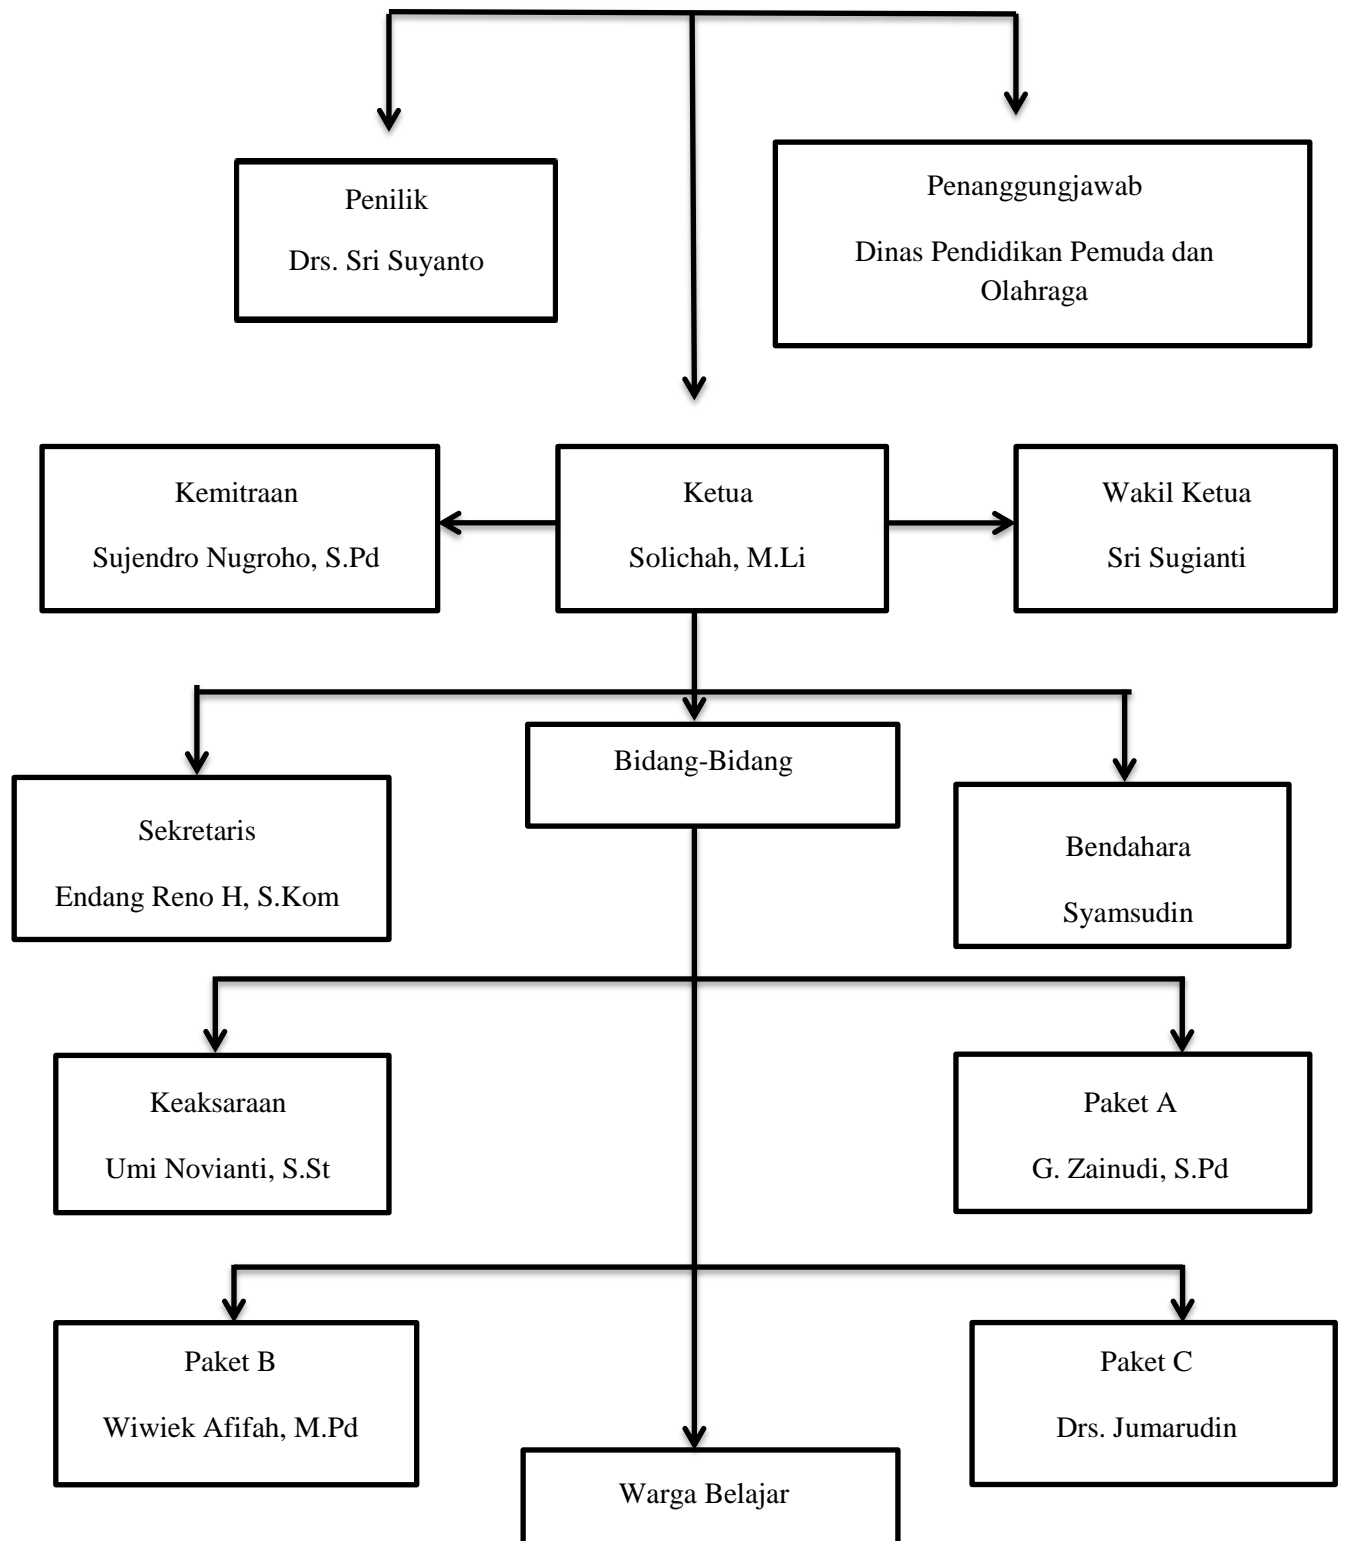 Penilik
Drs. Sri Suyanto
Penanggungjawab
Dinas Pendidikan Pemuda dan
Olahraga
Kemitraan
Sujendro Nugroho, S.Pd
Ketua
Solichah, M.Li
Wakil Ketua
Sri Sugianti
Bidang-Bidang
Sekretaris
Endang Reno H, S.Kom
Bendahara
Syamsudin
Keaksaraan
Umi Novianti, S.St
Paket A
G. Zainudi, S.Pd
Paket B
Wiwiek Afifah, M.Pd
Paket C
Drs. Jumarudin
Warga Belajar